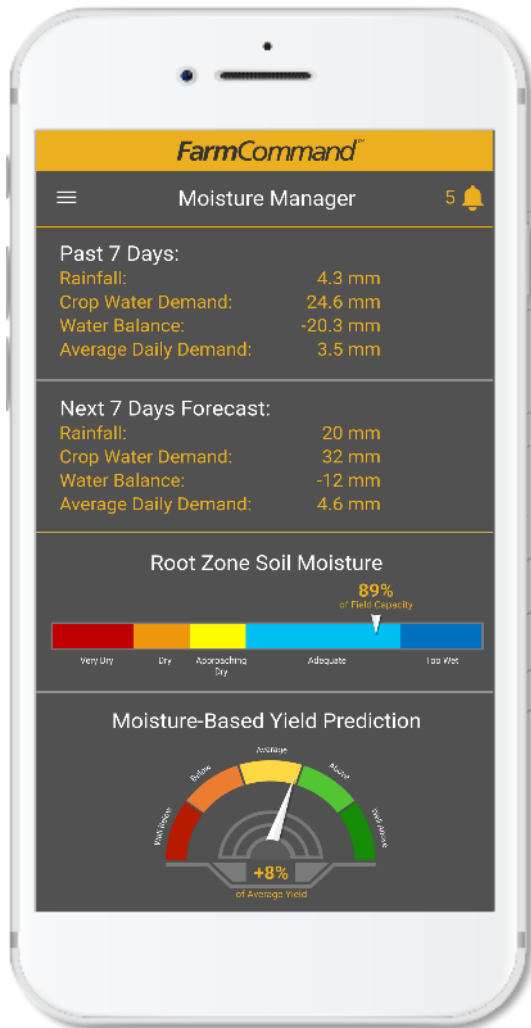 FarmCommand™
Moisture Manager 5
Past 7 Days:
Rainfall: 4.3 mm
Crop Water Demand: 24.6 mm
Water Balance: -20.3 mm
Average Daily Demand: 3.5 mm
Next 7 Days Forecast:
Rainfall: 20 mm
Crop Water Demand: 32 mm
Water Balance: -12 mm
Average Daily Demand: 4.6 mm
Root Zone Soil Moisture
89%
of Field Capacity
Very Dry Dry Approaching Dry Adequate Too Wet
Moisture-Based Yield Prediction
Well Below Below Average Above Well Above
+8%
of Average Yield